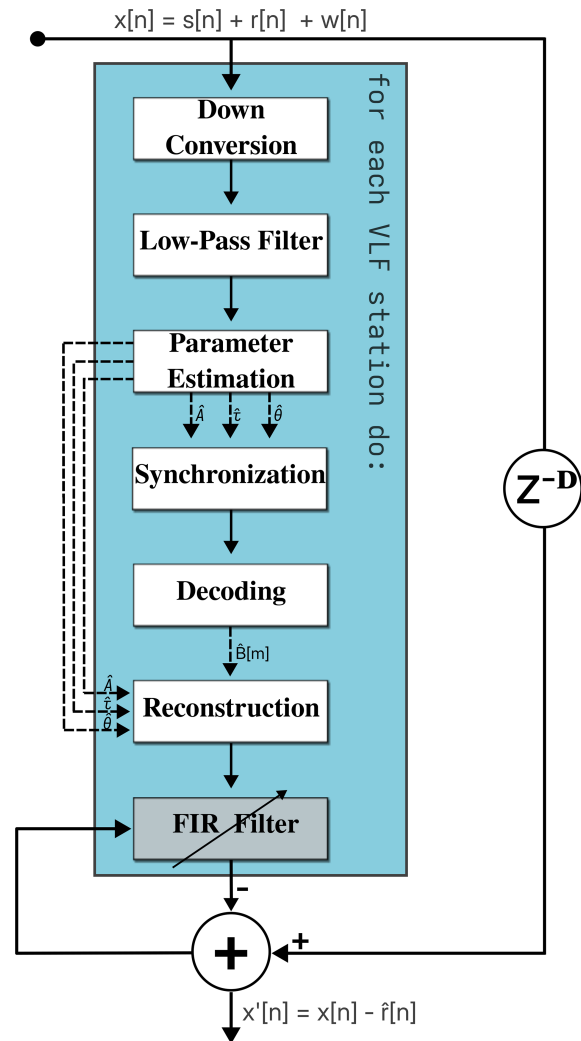 x[n] = s[n] + r[n] + w[n]
for each VLF station do:
Down
Conversion
Low-Pass Filter
Parameter
Estimation
Â τ̂ θ̂
Synchronization
Z⁻ᴰ
Decoding
B̂[m]
Â
τ̂
θ̂
Reconstruction
FIR Filter
-
+
+
x'[n] = x[n] - r̂[n]